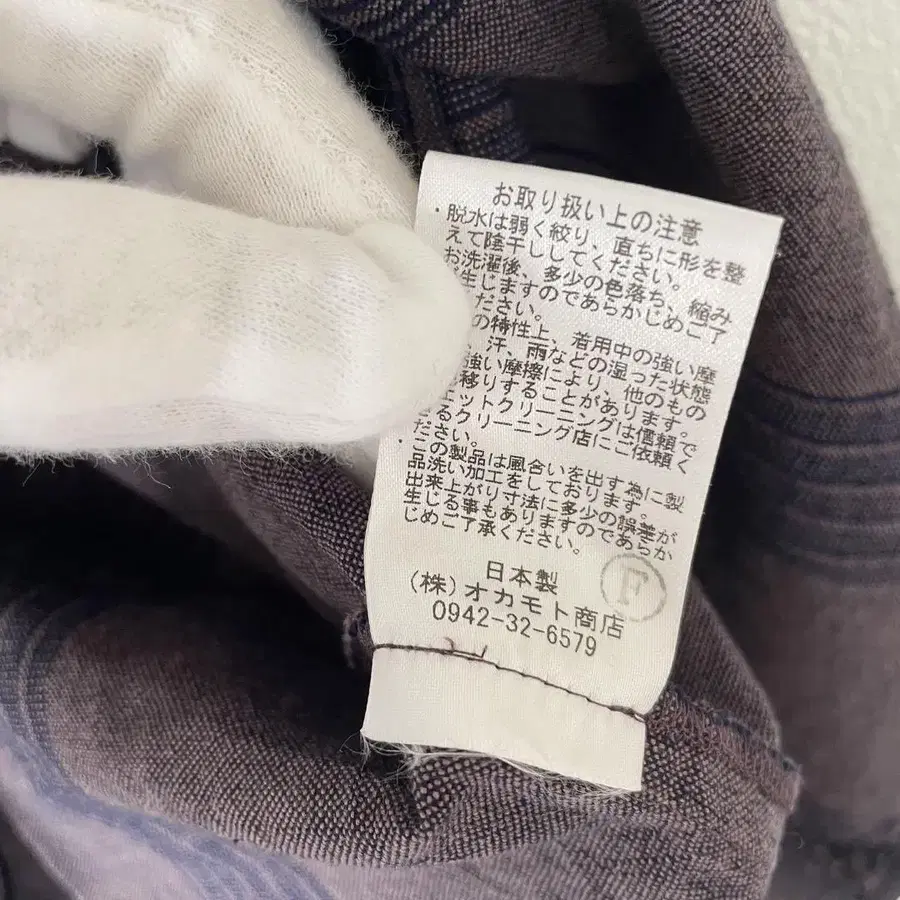 お取り扱い上の注意
・脱水は弱く絞り、直ちに形を整
えて陰干ししてください。
お洗濯後、多少の色落ち、縮み
生じますのであらかじめご了
ください。
の特性上、着用中の強い摩
、汗、雨などの湿った状態
強い摩擦により、他のもの
移りすることがあります。
ェットクリーニングは信頼で
きるクリーニング店にご依頼く
ださい。
・この製品は風合いを出す為に製
品洗い加工をしております。
出来上がり寸法に多少の誤差が
生じる事もありますのであらか
じめご了承ください。
日本製
F
(株)オカモト商店
0942-32-6579